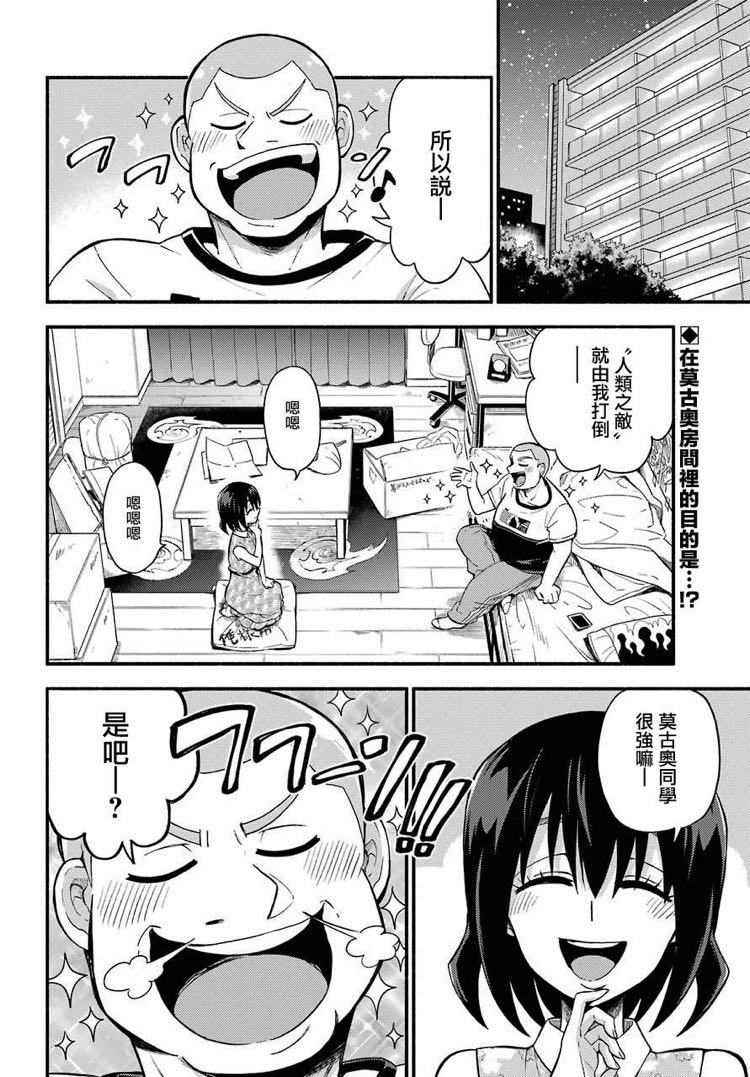 所以說—
◆在莫古奧房間裡的目的是…!?
〝人類之敵〞
就由我打倒
——
嗯嗯
嗯嗯嗯
莫古奧同學
很強嘛—
フフーン!!!
是吧—?